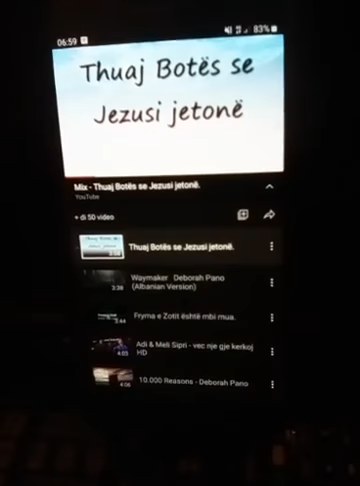 06:59 83%
Thuaj Botës se
Jezusi jetonë
Mix - Thuaj Botës se Jezusi jetonë.
YouTube
+ di 50 video
Thuaj Botës se Jezusi jetonë.
Waymaker Deborah Pano
(Albanian Version)
3:38
Fryma e Zotit është mbi mua.
2:44
Adi & Meli Sipri - vec nje gje kerkoj
HD
4:03
10.000 Reasons - Deborah Pano
4:06